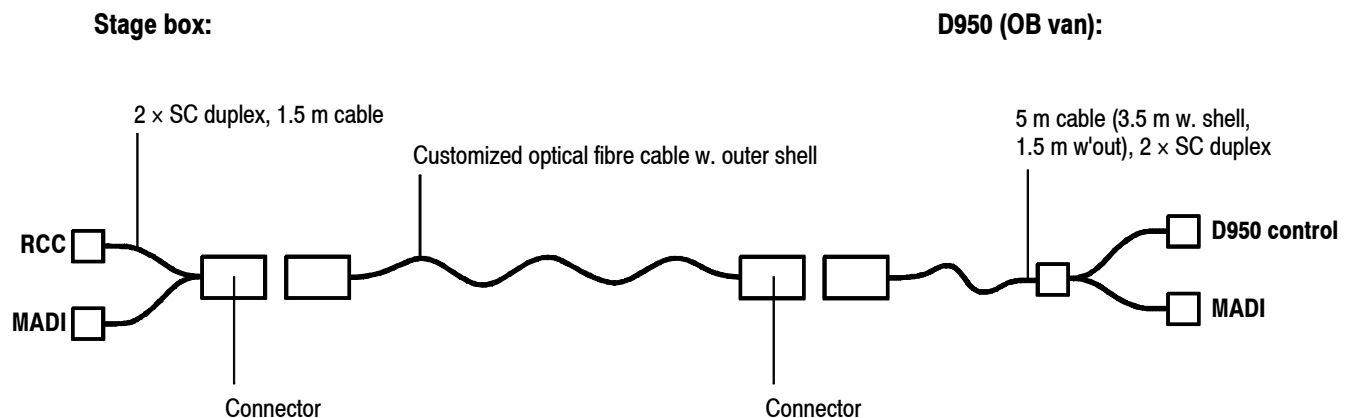 Stage box:
D950 (OB van):
2 × SC duplex, 1.5 m cable
5 m cable (3.5 m w. shell,
1.5 m w'out), 2 × SC duplex
Customized optical fibre cable w. outer shell
RCC
D950 control
MADI
MADI
Connector
Connector